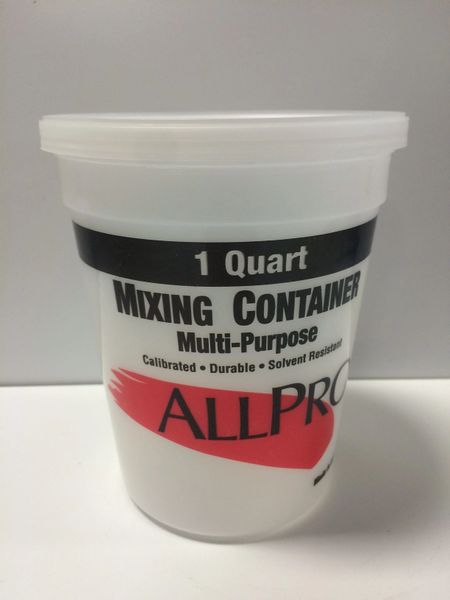 1 Quart
MIXING CONTAINER
Multi-Purpose
Calibrated • Durable • Solvent Resistant
ALLPRO